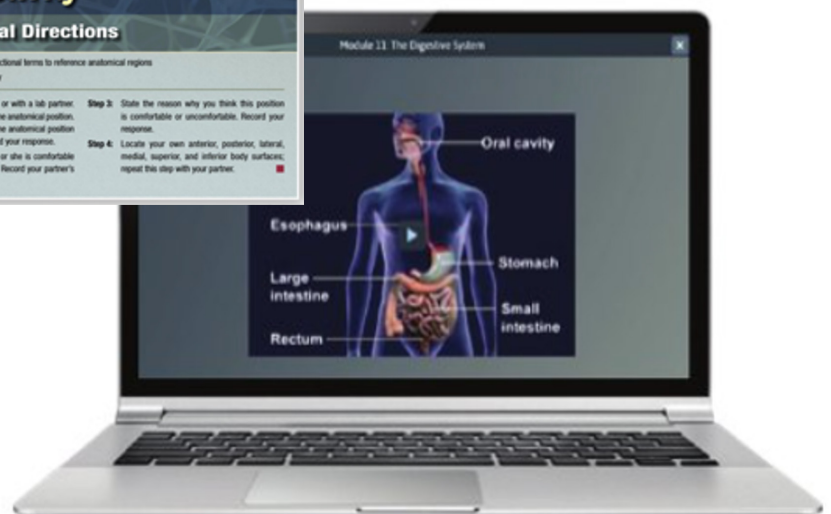 al Directions
ctional terms to reference anatomical regions
or with a lab partner.
he anatomical position.
he anatomical position
d your response.
or she is comfortable
Record your partner's
Step 3: State the reason why you think this position
is comfortable or uncomfortable. Record your
response.
Step 4: Locate your own anterior, posterior, lateral,
medial, superior, and inferior body surfaces;
repeat this step with your partner.
Module 11 The Digestive System
Oral cavity
Esophagus
Stomach
Large
intestine
Small
intestine
Rectum